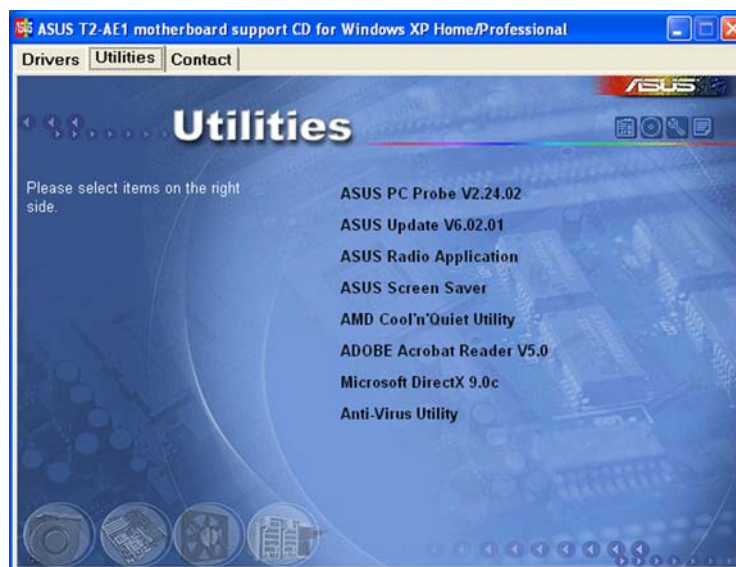 ASUS T2-AE1 motherboard support CD for Windows XP Home/Professional
Drivers Utilities Contact
ASUS
Utilities
Please select items on the right
side.
ASUS PC Probe V2.24.02
ASUS Update V6.02.01
ASUS Radio Application
ASUS Screen Saver
AMD Cool'n'Quiet Utility
ADOBE Acrobat Reader V5.0
Microsoft DirectX 9.0c
Anti-Virus Utility